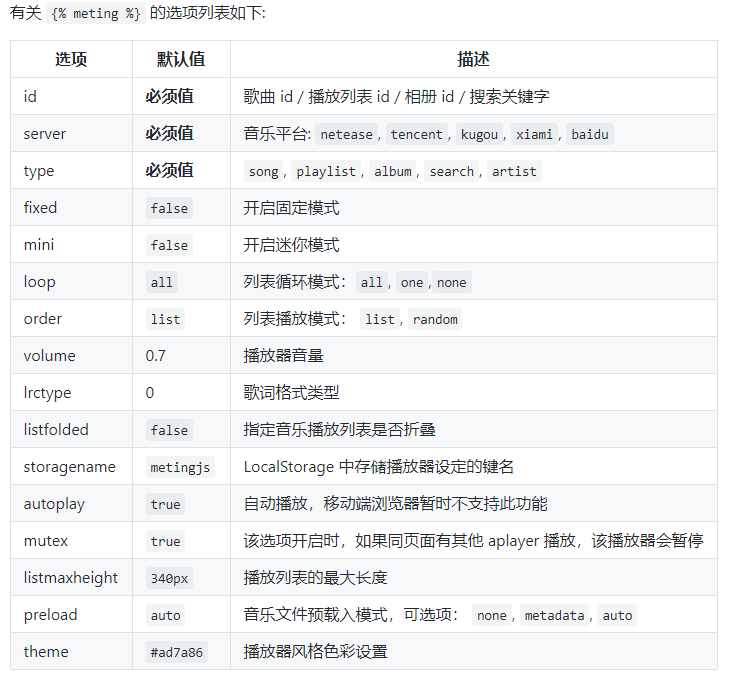 有关 {% meting %} 的选项列表如下:
选项 默认值 描述
id 必须值 歌曲 id / 播放列表 id / 相册 id / 搜索关键字
server 必须值 音乐平台: netease , tencent , kugou , xiami , baidu
type 必须值 song , playlist , album , search , artist
fixed false 开启固定模式
mini false 开启迷你模式
loop all 列表循环模式： all , one , none
order list 列表播放模式： list , random
volume 0.7 播放器音量
lrctype 0 歌词格式类型
listfolded false 指定音乐播放列表是否折叠
storagename metingjs LocalStorage 中存储播放器设定的键名
autoplay true 自动播放，移动端浏览器暂时不支持此功能
mutex true 该选项开启时，如果同页面有其他 aplayer 播放，该播放器会暂停
listmaxheight 340px 播放列表的最大长度
preload auto 音乐文件预载入模式，可选项： none , metadata , auto
theme #ad7a86 播放器风格色彩设置